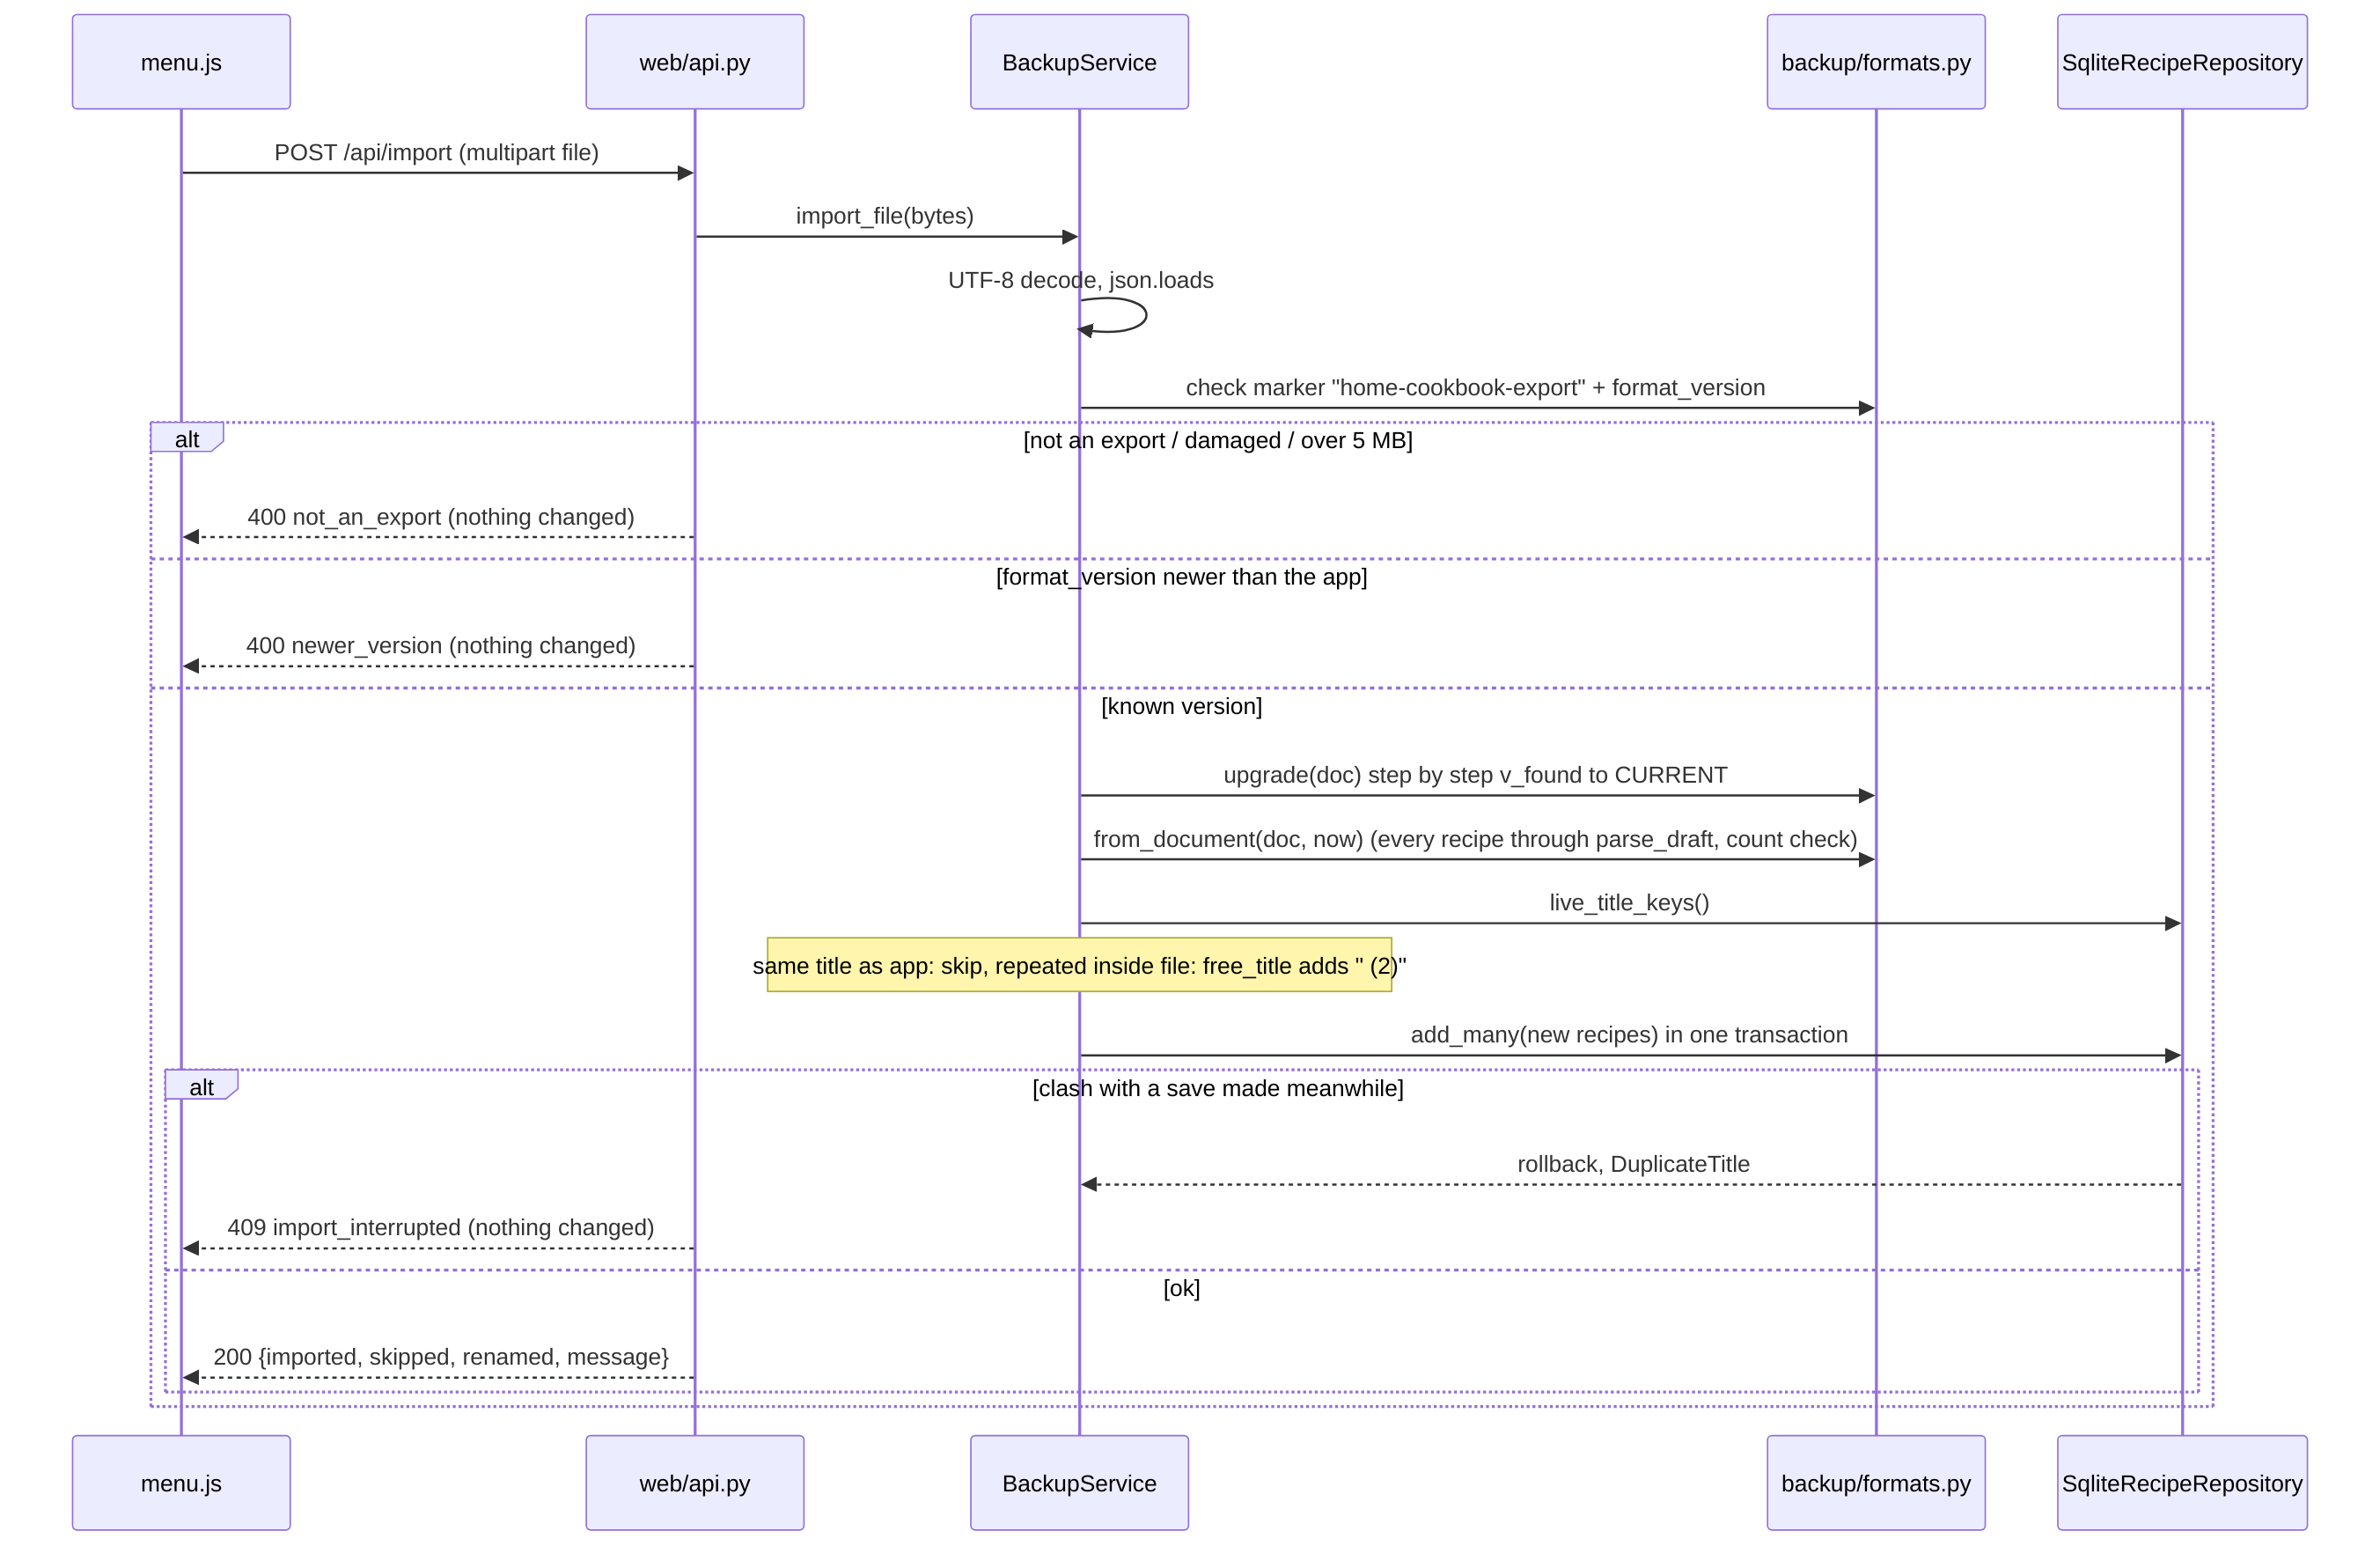 menu.js
web/api.py
BackupService
backup/formats.py
SqliteRecipeRepository
POST /api/import (multipart file)
import_file(bytes)
UTF-8 decode, json.loads
check marker "home-cookbook-export" + format_version
alt
[not an export / damaged / over 5 MB]
400 not_an_export (nothing changed)
[format_version newer than the app]
400 newer_version (nothing changed)
[known version]
upgrade(doc) step by step v_found to CURRENT
from_document(doc, now) (every recipe through parse_draft, count check)
live_title_keys()
same title as app: skip, repeated inside file: free_title adds " (2)"
add_many(new recipes) in one transaction
alt
[clash with a save made meanwhile]
rollback, DuplicateTitle
409 import_interrupted (nothing changed)
[ok]
200 {imported, skipped, renamed, message}
menu.js
web/api.py
BackupService
backup/formats.py
SqliteRecipeRepository